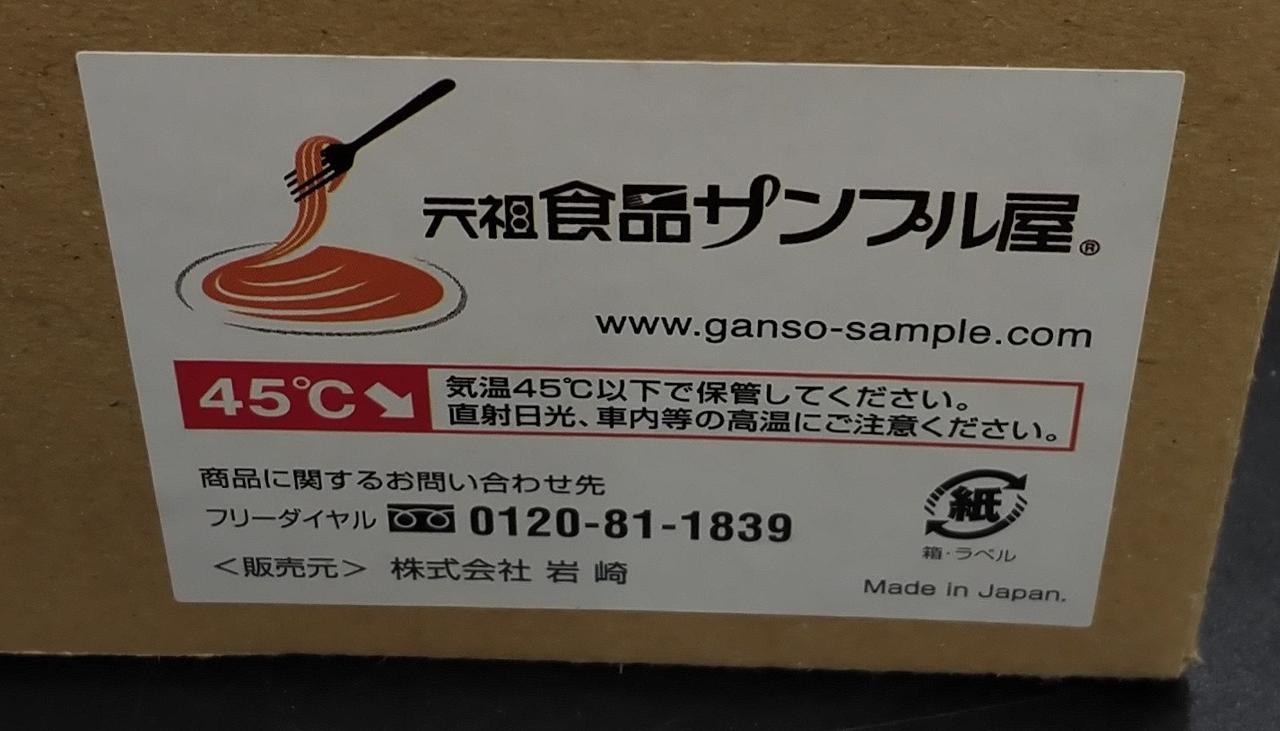 元祖食品サンプル屋®
www.ganso-sample.com
45℃
気温45℃以下で保管してください。
直射日光、車内等の高温にご注意ください。
商品に関するお問い合わせ先
フリーダイヤル 0120-81-1839
＜販売元＞ 株式会社 岩崎
紙
箱・ラベル
Made in Japan.